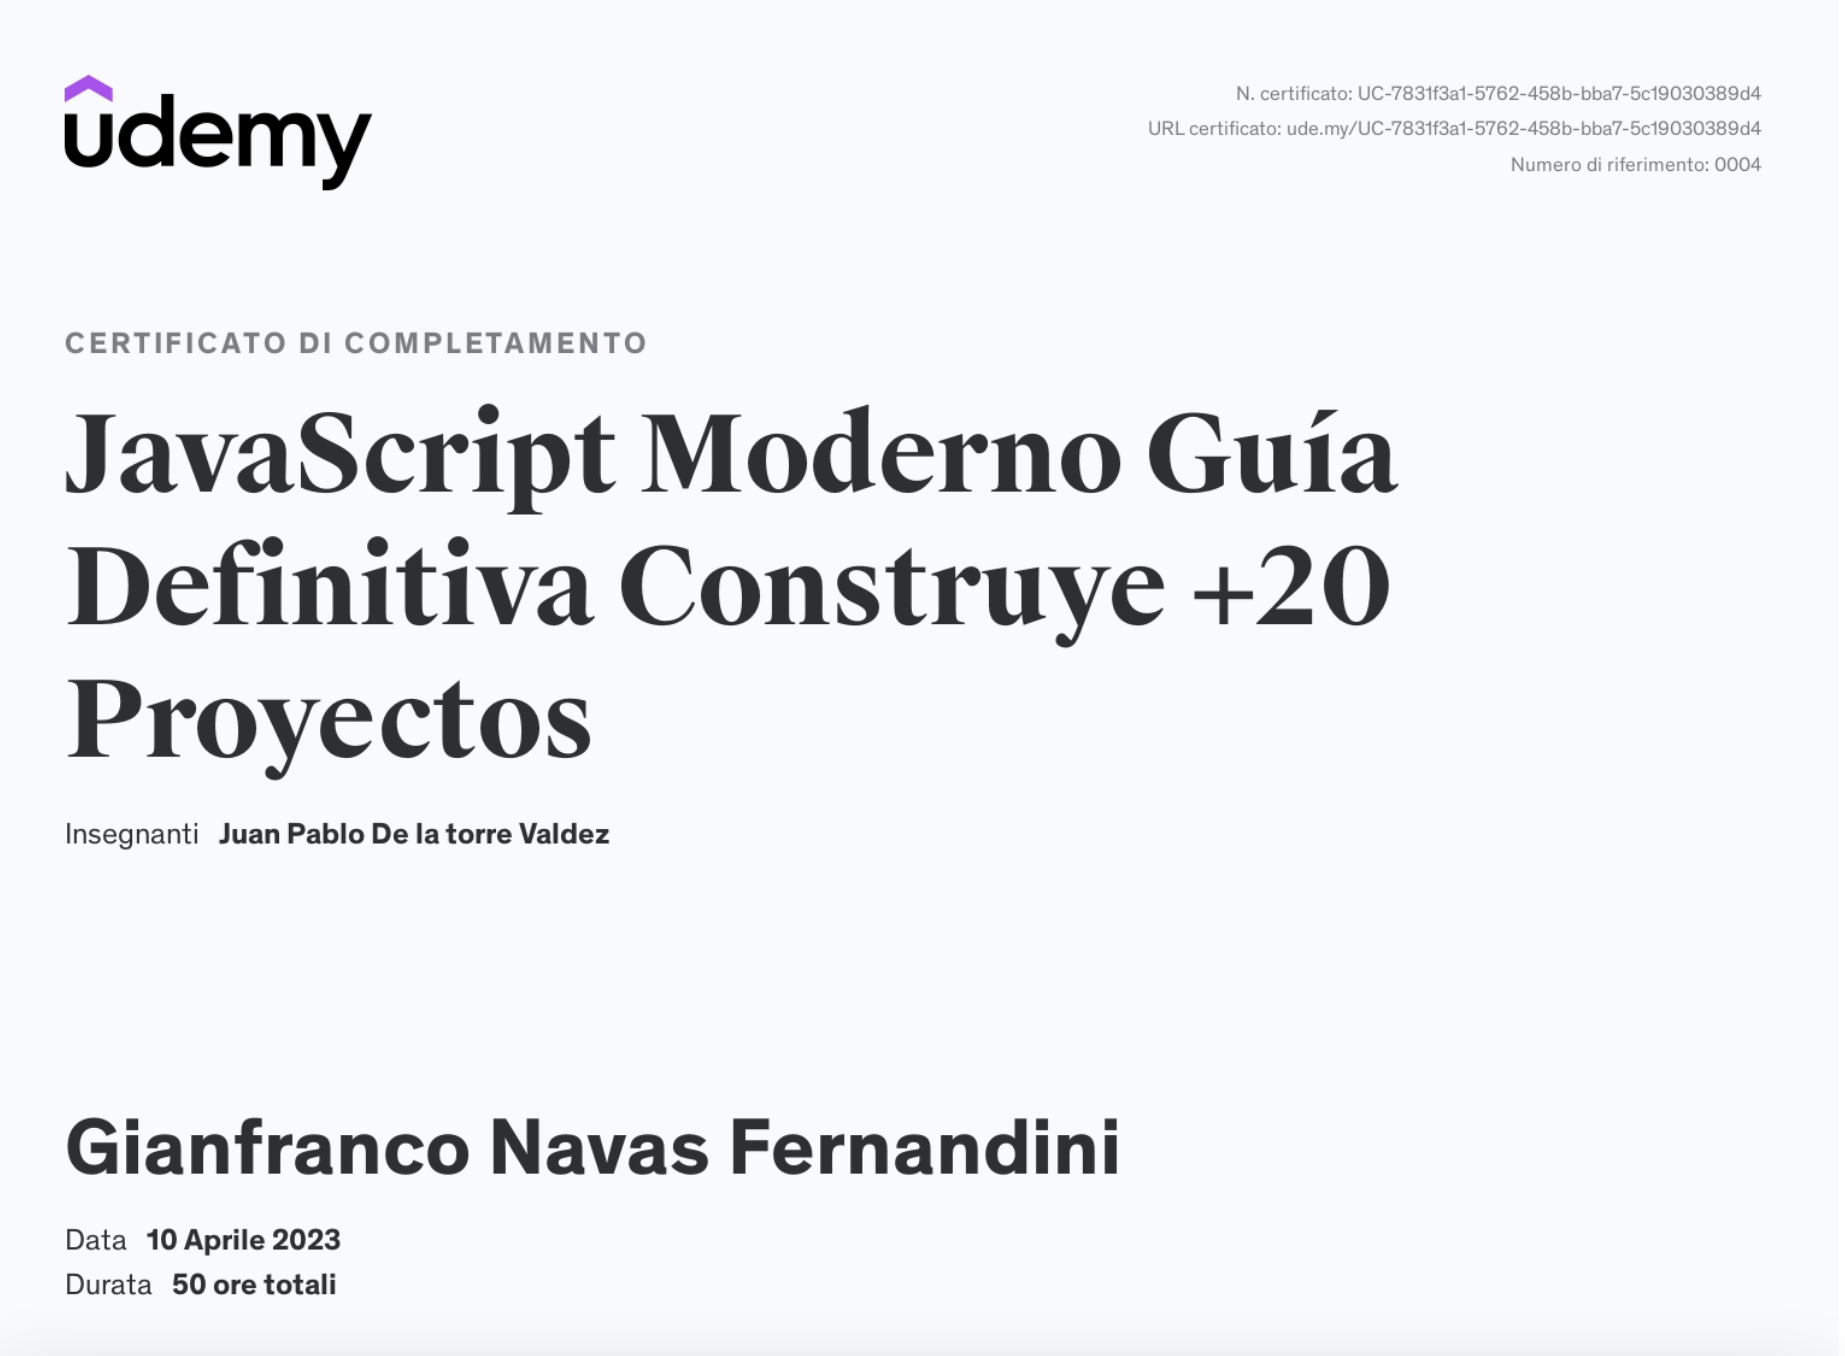 udemy
N. certificato: UC-7831f3a1-5762-458b-bba7-5c19030389d4
URL certificato: ude.my/UC-7831f3a1-5762-458b-bba7-5c19030389d4
Numero di riferimento: 0004
CERTIFICATO DI COMPLETAMENTO
JavaScript Moderno Guía
Definitiva Construye +20
Proyectos
Insegnanti Juan Pablo De la torre Valdez
Gianfranco Navas Fernandini
Data 10 Aprile 2023
Durata 50 ore totali